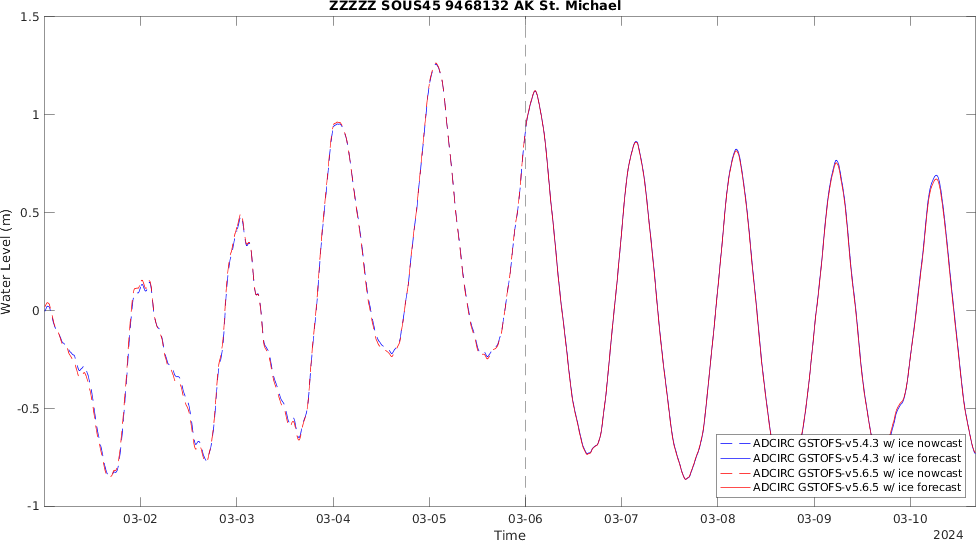 ZZZZZ SOUS45 9468132 AK St. Michael
1.5
1
0.5
0
-0.5
-1
Water Level (m)
03-02 03-03 03-04 03-05 03-06 03-07 03-08 03-09 03-10
Time
2024
ADCIRC GSTOFS-v5.4.3 w/ ice nowcast
ADCIRC GSTOFS-v5.4.3 w/ ice forecast
ADCIRC GSTOFS-v5.6.5 w/ ice nowcast
ADCIRC GSTOFS-v5.6.5 w/ ice forecast